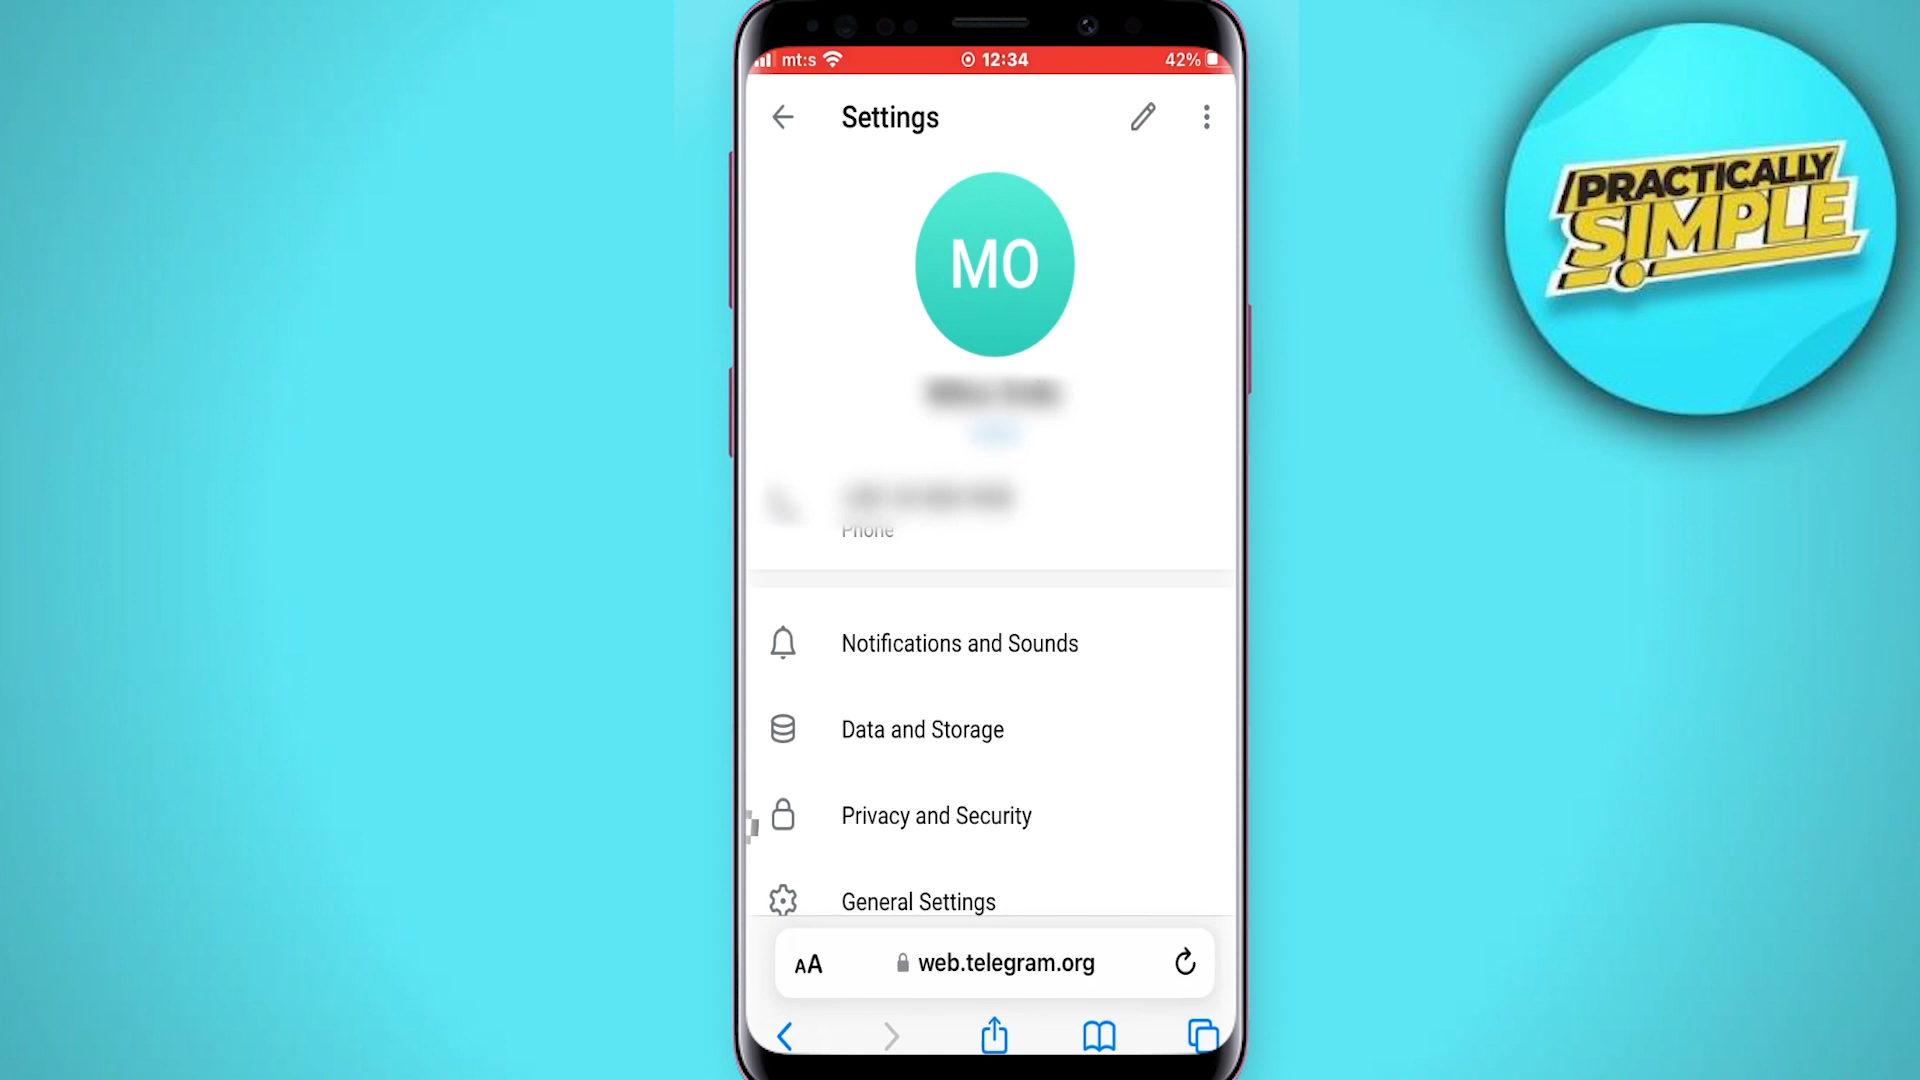 mt:s 12:34 42%
Settings
MO
Phone
Notifications and Sounds
Data and Storage
Privacy and Security
General Settings
AA web.telegram.org
PRACTICALLY
SIMPLE